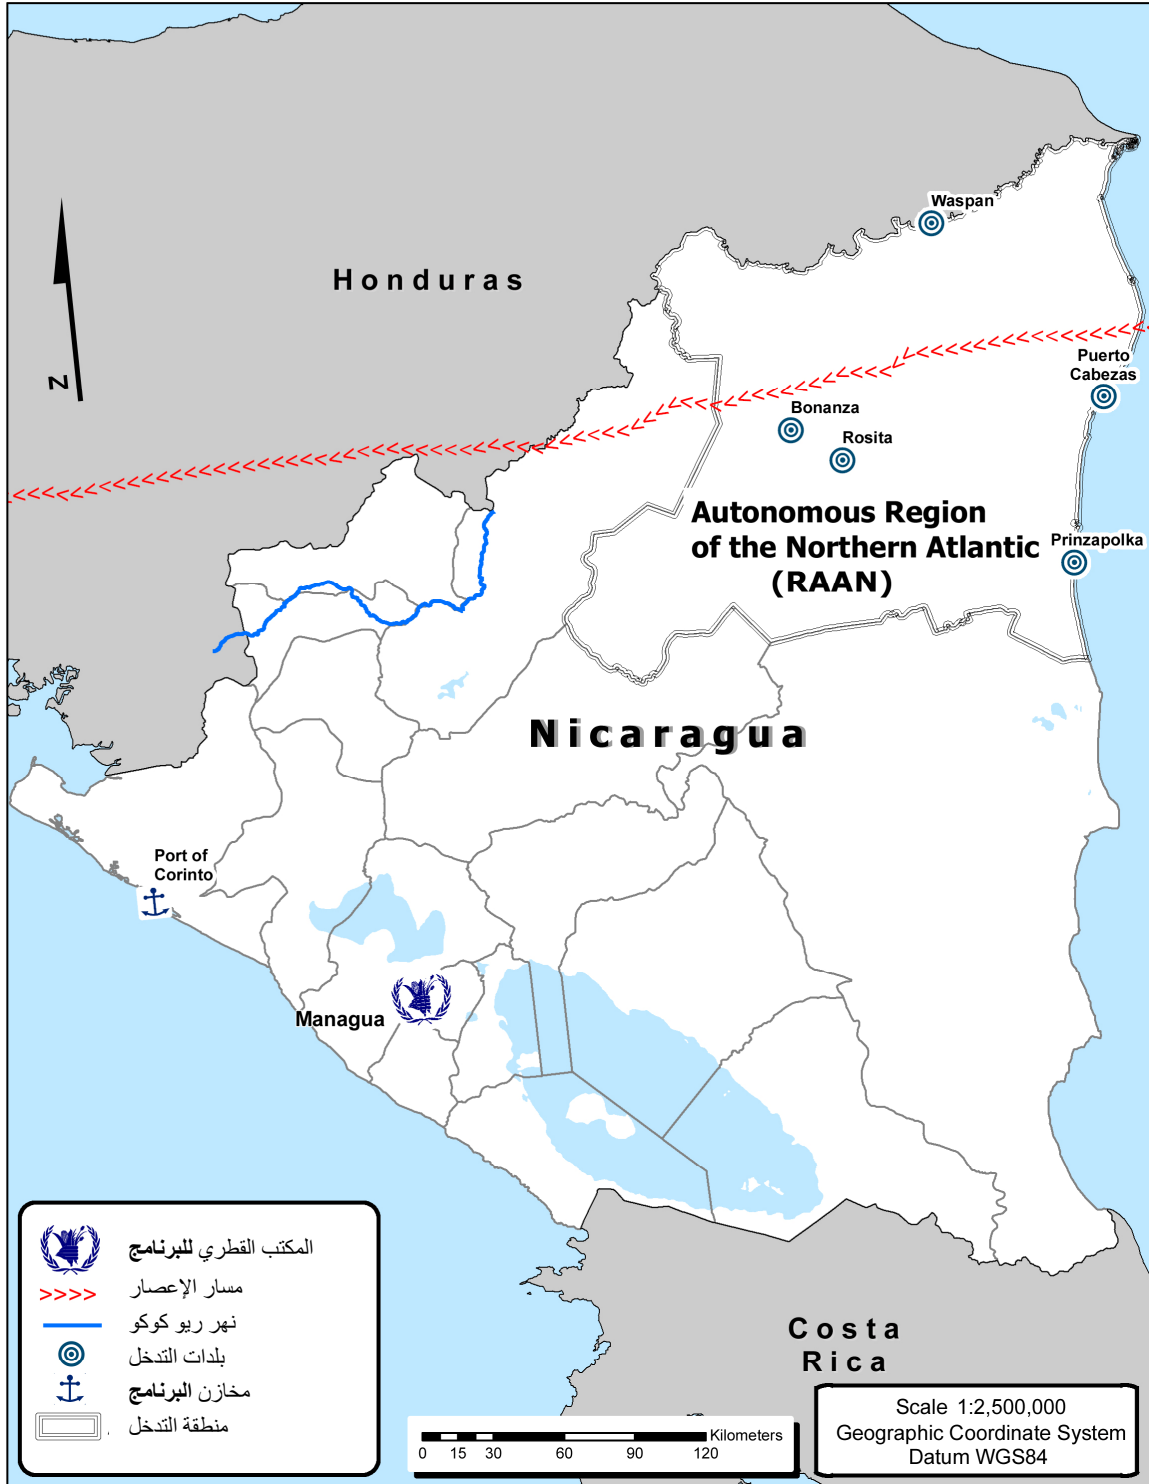 Waspan
Honduras
Puerto
Cabezas
Bonanza
Rosita
Autonomous Region
of the Northern Atlantic
(RAAN)
Prinzapolka
Nicaragua
Port of
Corinto
Managua
N
المكتب القطري للبرنامج
مسار الإعصار
نهر ريو كوكو
بلدات التدخل
مخازن البرنامج
منطقة التدخل
Costa
Rica
Kilometers
0 15 30 60 90 120
Scale 1:2,500,000
Geographic Coordinate System
Datum WGS84